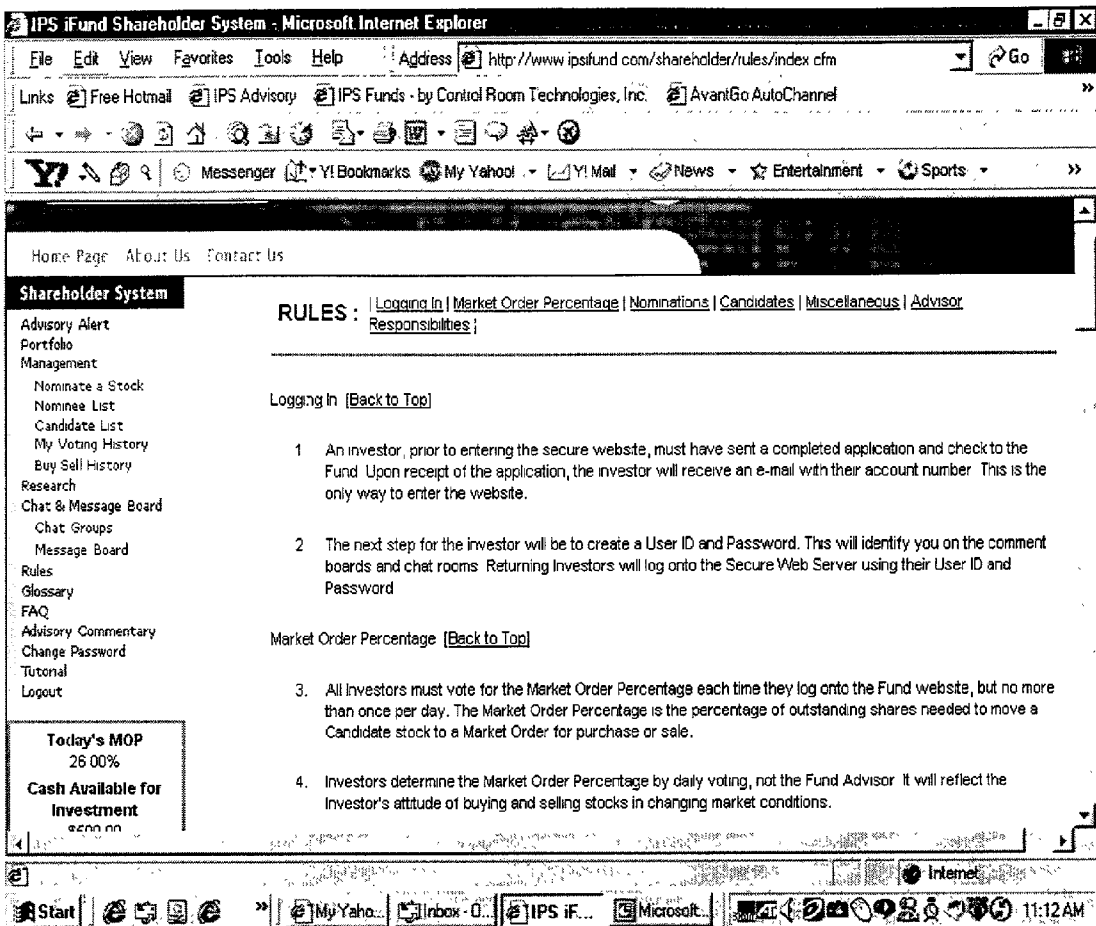 IPS iFund Shareholder System - Microsoft Internet Explorer
File Edit View Favorites Tools Help Address http://www ipsfund com/shareholder/rules/index cfm Go
Links Free Hotmail IPS Advisory IPS Funds - by Control Room Technologies, Inc. AvantGo AutoChannel »
Y! Messenger Y! Bookmarks My Yahoo! Y! Mail News Entertainment Sports »
Home Page About Us Contact Us
Shareholder System
Advisory Alert
Portfolio
Management
Nominate a Stock
Nominee List
Candidate List
My Voting History
Buy Sell History
Research
Chat & Message Board
Chat Groups
Message Board
Rules
Glossary
FAQ
Advisory Commentary
Change Password
Tutorial
Logout
Today's MOP
26 00%
Cash Available for
Investment
RULES : | Logging In | Market Order Percentage | Nominations | Candidates | Miscellaneous | Advisor
Responsibilities |
Logging In [Back to Top]
1 An investor, prior to entering the secure website, must have sent a completed application and check to the
Fund Upon receipt of the application, the investor will receive an e-mail with their account number This is the
only way to enter the website.
2 The next step for the investor will be to create a User ID and Password. This will identify you on the comment
boards and chat rooms Returning Investors will log onto the Secure Web Server using their User ID and
Password
Market Order Percentage [Back to Top]
3. All Investors must vote for the Market Order Percentage each time they log onto the Fund website, but no more
than once per day. The Market Order Percentage is the percentage of outstanding shares needed to move a
Candidate stock to a Market Order for purchase or sale.
4. Investors determine the Market Order Percentage by daily voting, not the Fund Advisor It will reflect the
Investor's attitude of buying and selling stocks in changing market conditions.
Internet
Start » My Yaho... Inbox - O... IPS iF... Microsoft... 11:12 AM